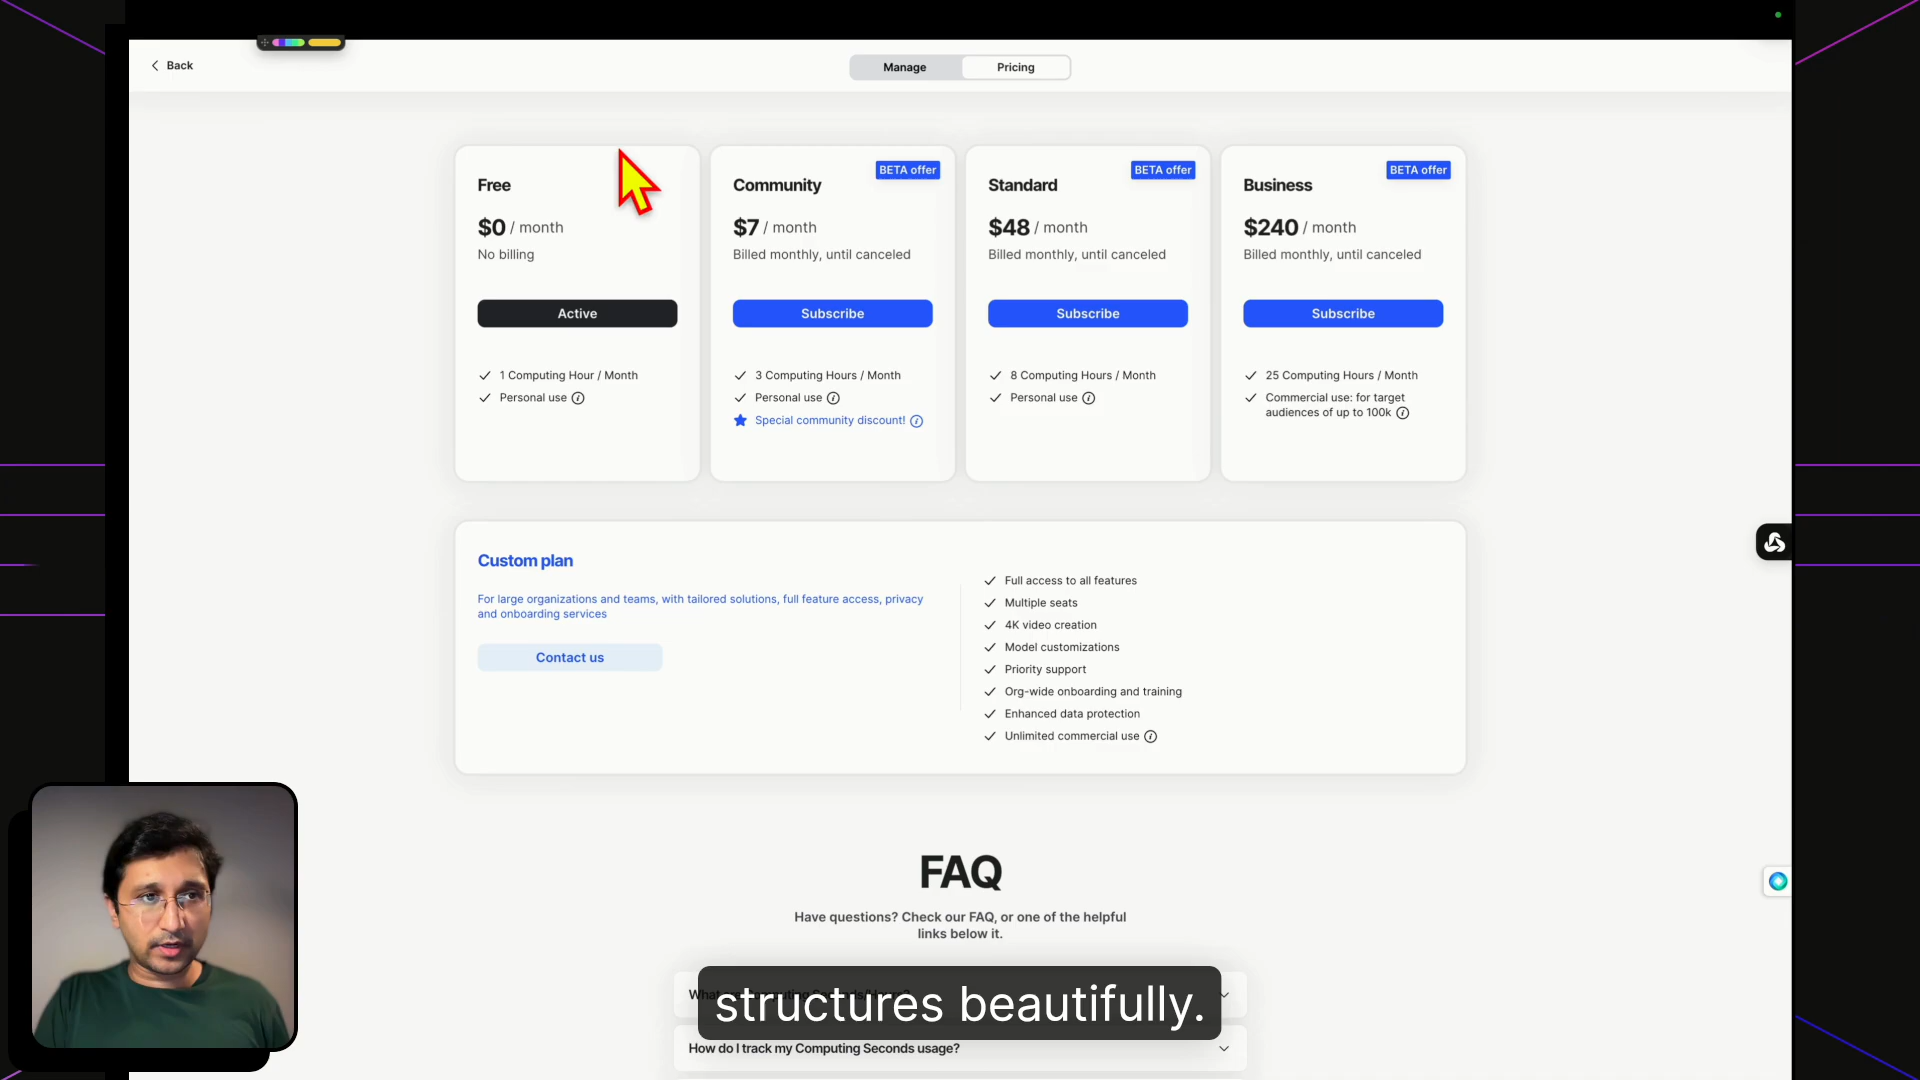 Back
Manage
Pricing
Free
$0 / month
No billing
Active
1 Computing Hour / Month
Personal use
BETA offer
Community
$7 / month
Billed monthly, until canceled
Subscribe
3 Computing Hours / Month
Personal use
Special community discount!
BETA offer
Standard
$48 / month
Billed monthly, until canceled
Subscribe
8 Computing Hours / Month
Personal use
BETA offer
Business
$240 / month
Billed monthly, until canceled
Subscribe
25 Computing Hours / Month
Commercial use: for target
audiences of up to 100k
Custom plan
For large organizations and teams, with tailored solutions, full feature access, privacy
and onboarding services
Contact us
Full access to all features
Multiple seats
4K video creation
Model customizations
Priority support
Org-wide onboarding and training
Enhanced data protection
Unlimited commercial use
FAQ
Have questions? Check our FAQ, or one of the helpful
links below it.
structures beautifully.
How do I track my Computing Seconds usage?